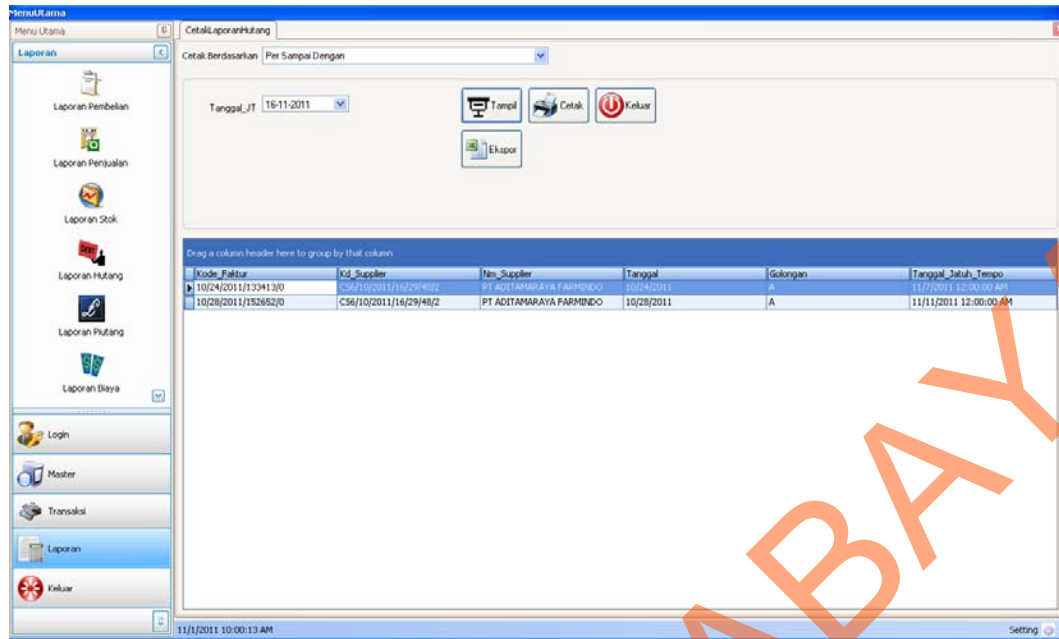 MenuUtama
Menu Utama
CetakLaporanHutang
Laporan
Cetak Berdasarkan Per Sampai Dengan
Laporan Pembelian
Laporan Penjualan
Laporan Stok
Laporan Hutang
Laporan Piutang
Laporan Biaya
Login
Master
Transaksi
Laporan
Keluar
Tanggal_JT 16-11-2011
Tampil Cetak Keluar
Ekspor
Drag a column header here to group by that column
Kode_Faktur Kd_Supplier Nm_Supplier Tanggal Golongan Tanggal_Jatuh_Tempo
10/24/2011/133413/0 CS6/10/2011/16/29/48/2 PT ADITAMARAYA FARMINDO 10/24/2011 A 11/7/2011 12:00:00 AM
10/28/2011/152652/0 CS6/10/2011/16/29/48/2 PT ADITAMARAYA FARMINDO 10/28/2011 A 11/11/2011 12:00:00 AM
11/1/2011 10:00:13 AM Setting
ABAY